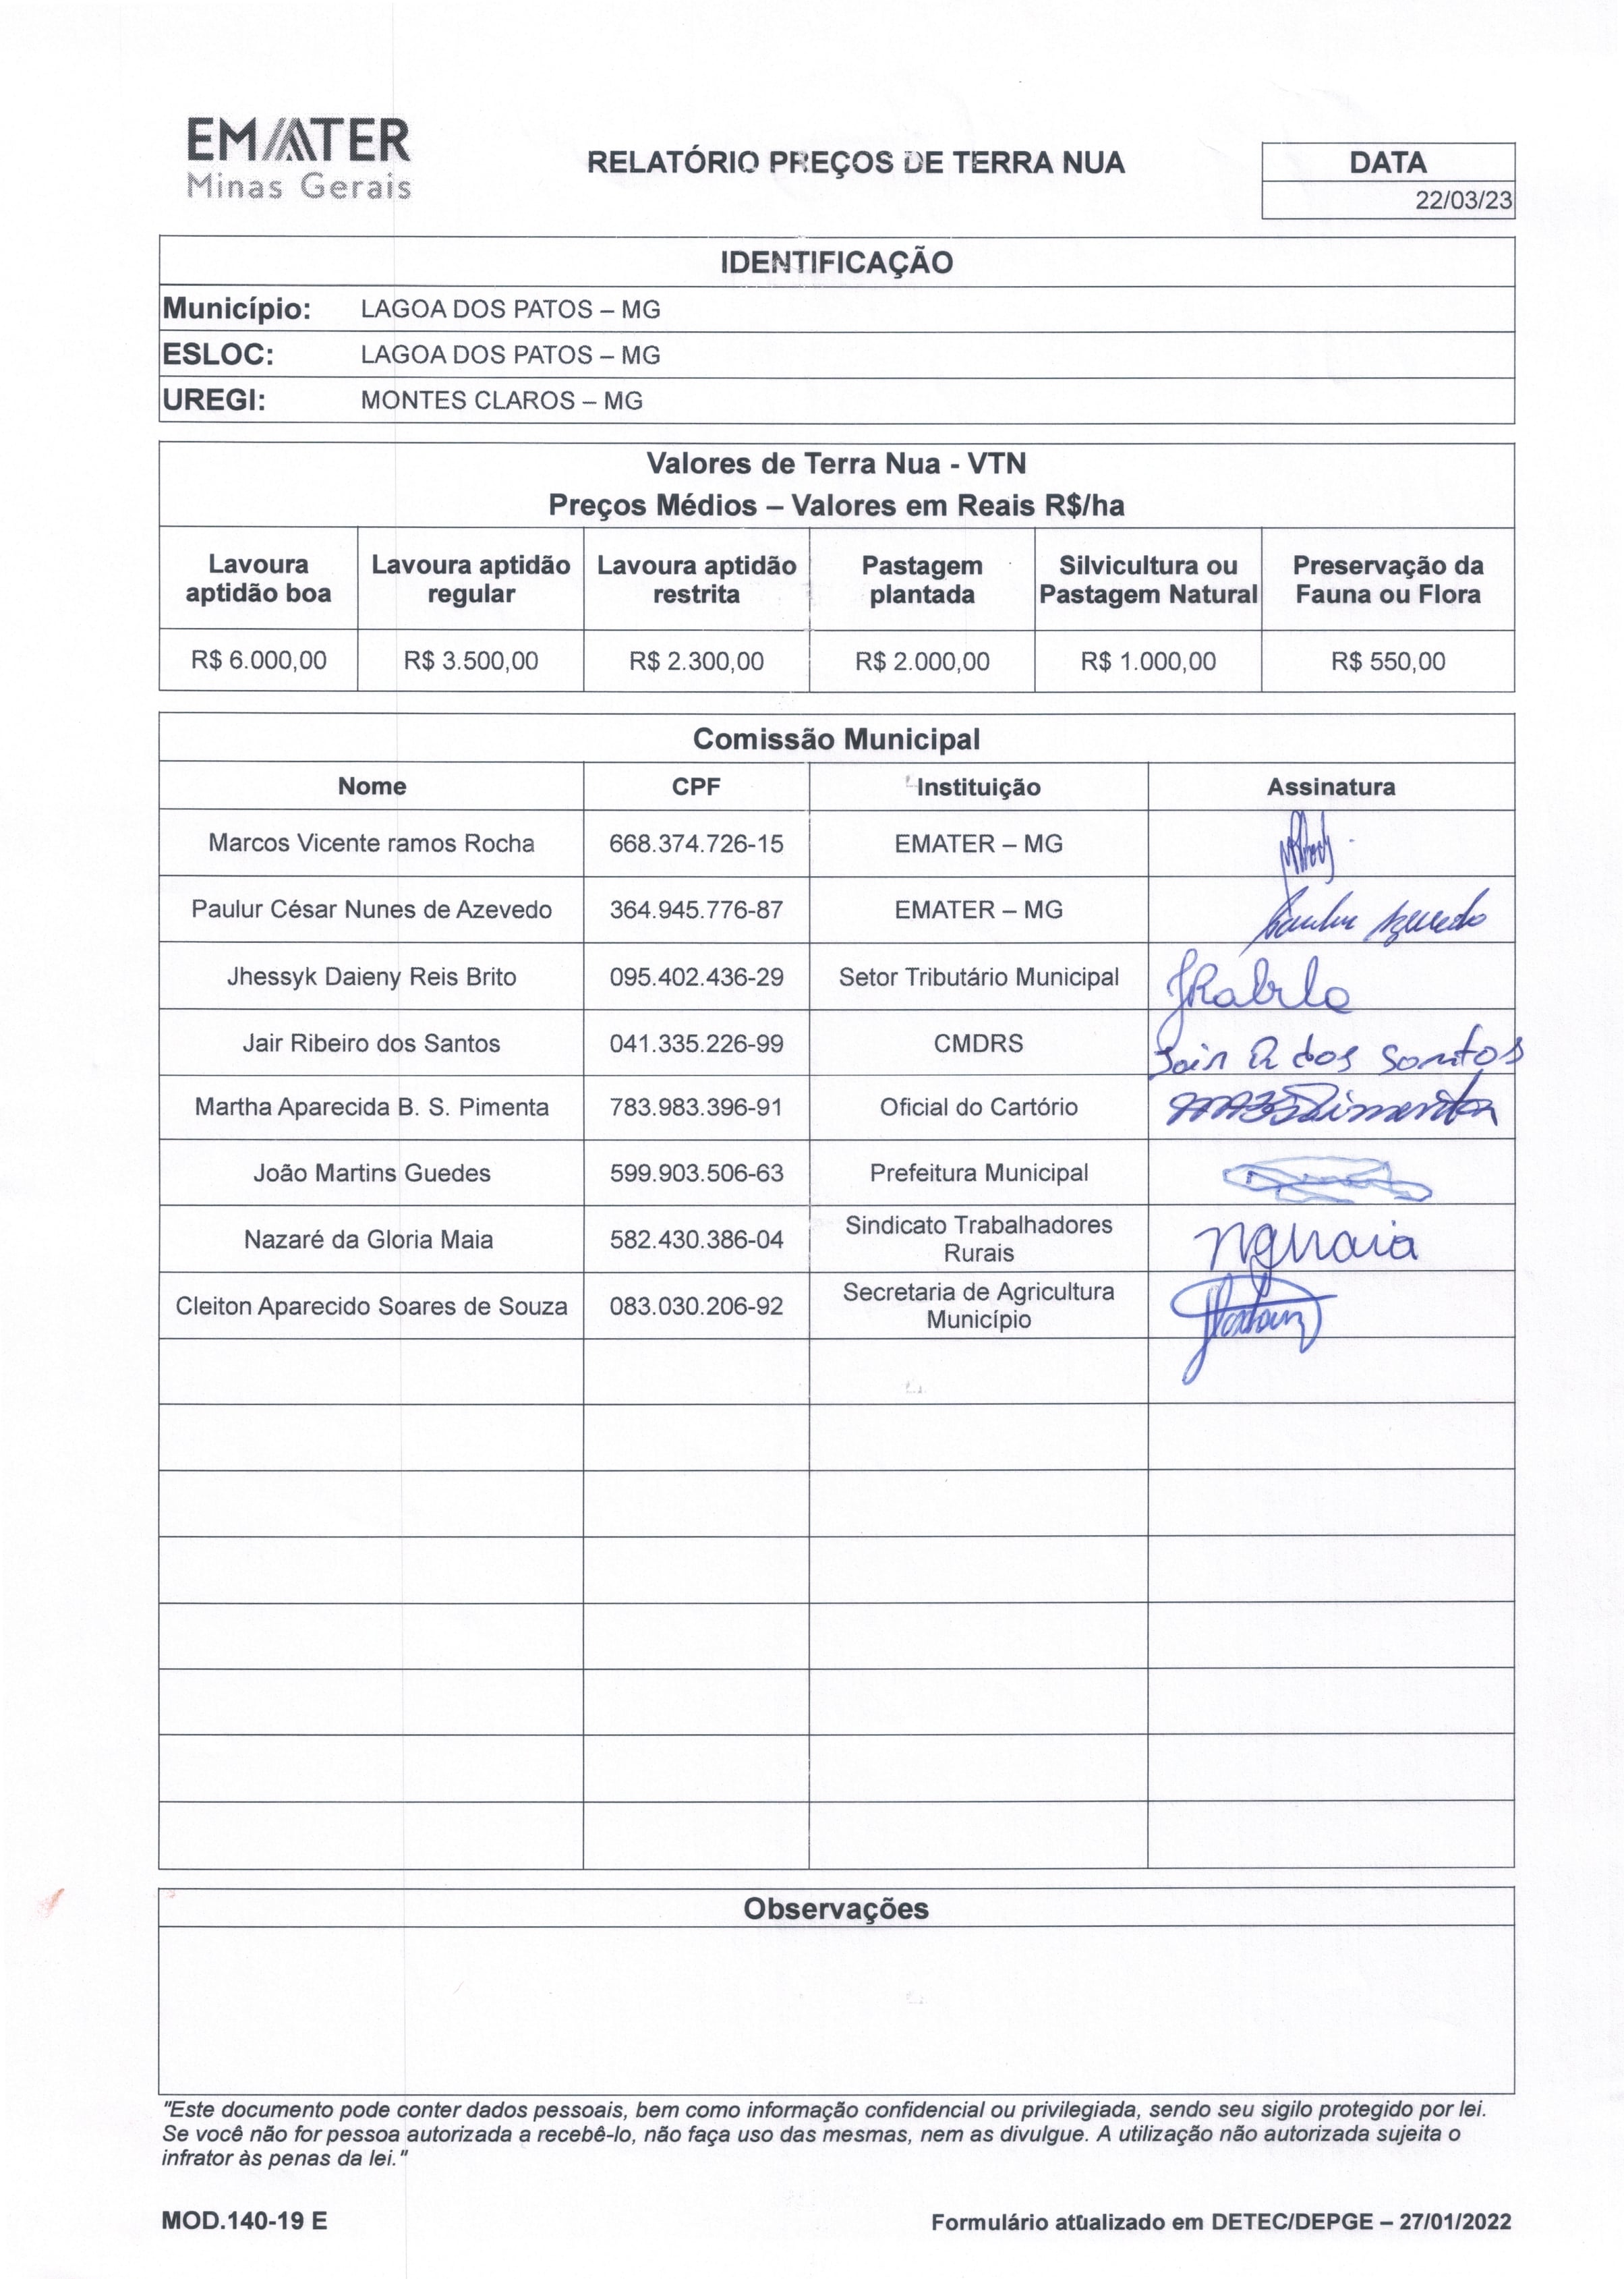 EMATER
Minas Gerais
RELATÓRIO PREÇOS DE TERRA NUA
DATA
22/03/23
IDENTIFICAÇÃO
Município: LAGOA DOS PATOS – MG
ESLOC: LAGOA DOS PATOS – MG
UREGI: MONTES CLAROS – MG
Valores de Terra Nua - VTN
Preços Médios – Valores em Reais R$/ha
Lavoura aptidão boa
Lavoura aptidão regular
Lavoura aptidão restrita
Pastagem plantada
Silvicultura ou Pastagem Natural
Preservação da Fauna ou Flora
R$ 6.000,00 R$ 3.500,00 R$ 2.300,00 R$ 2.000,00 R$ 1.000,00 R$ 550,00
Comissão Municipal
Nome CPF Instituição Assinatura
Marcos Vicente ramos Rocha 668.374.726-15 EMATER – MG
Paulur César Nunes de Azevedo 364.945.776-87 EMATER – MG Paulur Azevedo
Jhessyk Daieny Reis Brito 095.402.436-29 Setor Tributário Municipal
Jair Ribeiro dos Santos 041.335.226-99 CMDRS Jair R dos Santos
Martha Aparecida B. S. Pimenta 783.983.396-91 Oficial do Cartório MABSPimenta
João Martins Guedes 599.903.506-63 Prefeitura Municipal
Nazaré da Gloria Maia 582.430.386-04 Sindicato Trabalhadores Rurais NGMaia
Cleiton Aparecido Soares de Souza 083.030.206-92 Secretaria de Agricultura Município
Observações
"Este documento pode conter dados pessoais, bem como informação confidencial ou privilegiada, sendo seu sigilo protegido por lei.
Se você não for pessoa autorizada a recebê-lo, não faça uso das mesmas, nem as divulgue. A utilização não autorizada sujeita o
infrator às penas da lei."
MOD.140-19 E
Formulário atualizado em DETEC/DEPGE – 27/01/2022